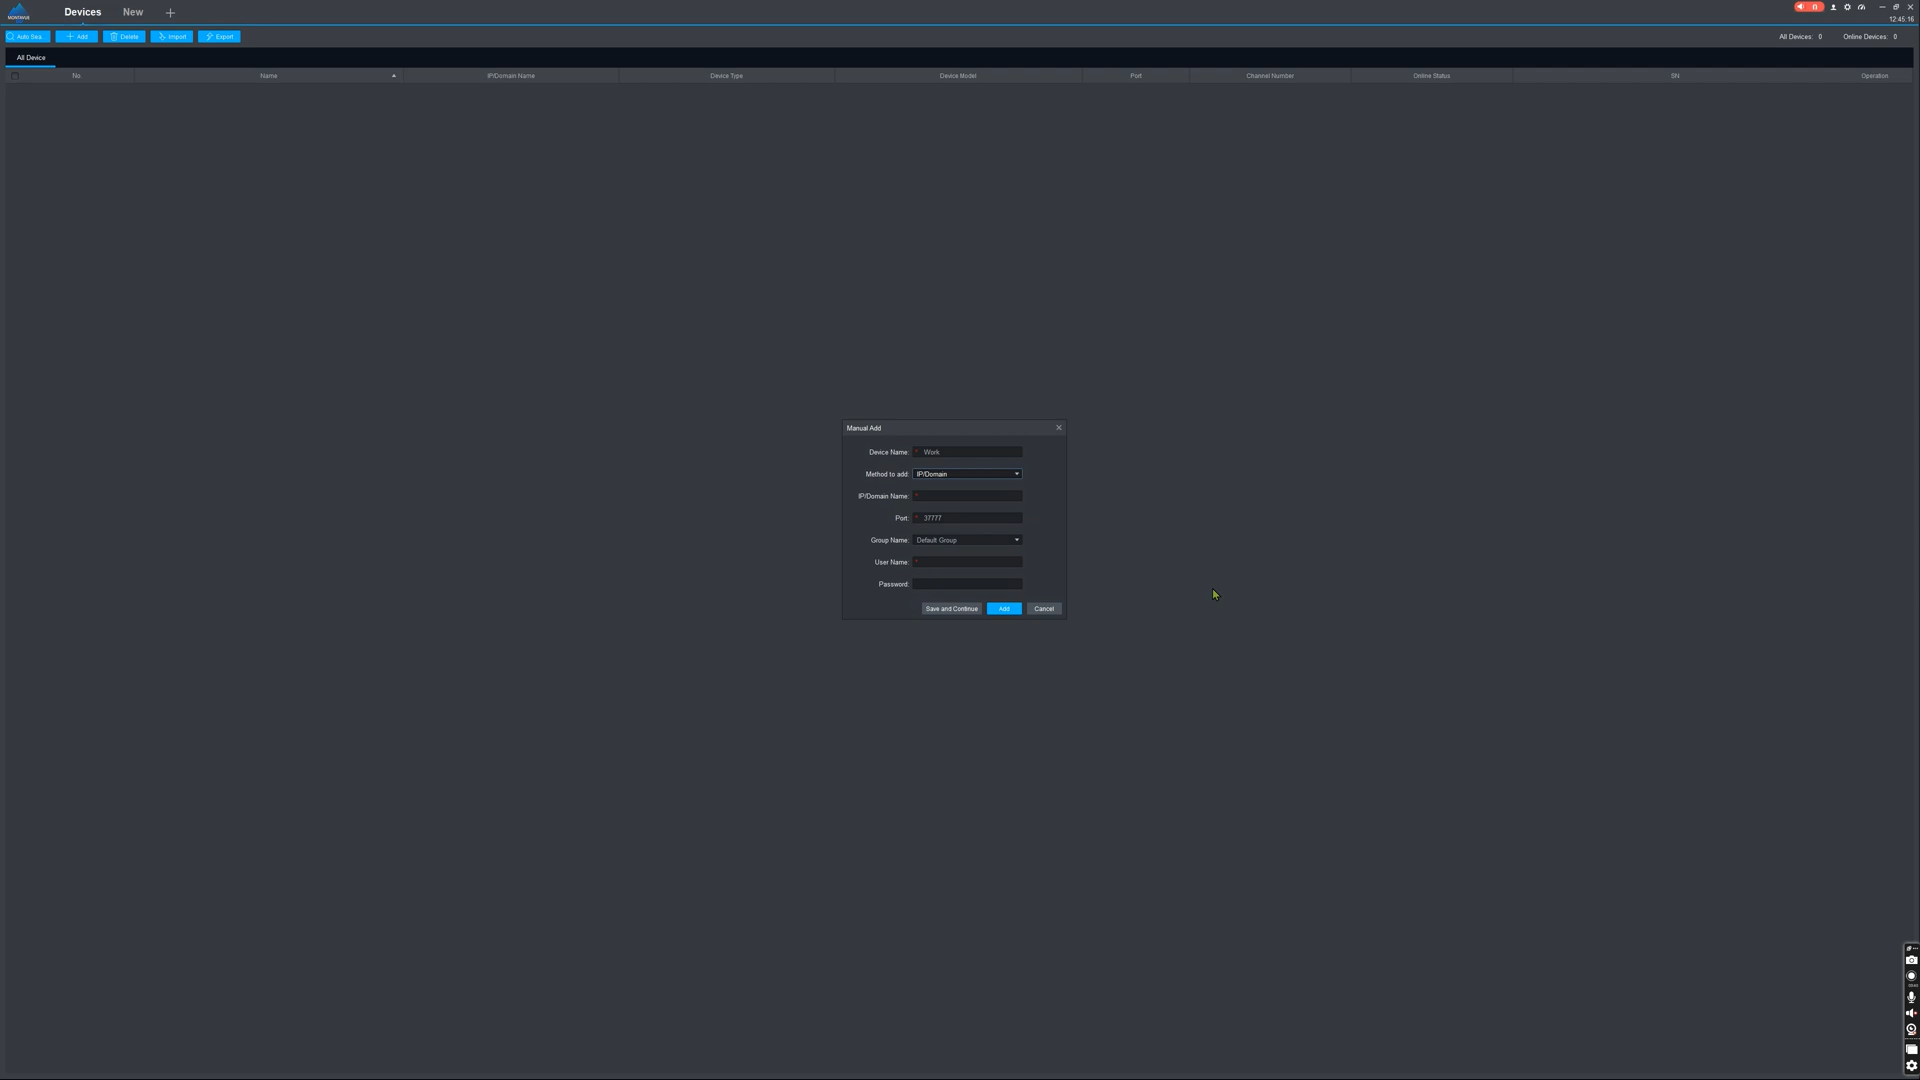 MONTAVUE
Devices
New
0
12:45:16
Auto Sea...
Add
Delete
Import
Export
All Devices: 0
Online Devices: 0
All Device
No.
Name
IP/Domain Name
Device Type
Device Model
Port
Channel Number
Online Status
SN
Operation
Manual Add
Device Name: * Work
Method to add: IP/Domain
IP/Domain Name: *
Port: * 37777
Group Name: Default Group
User Name: *
Password:
Save and Continue
Add
Cancel